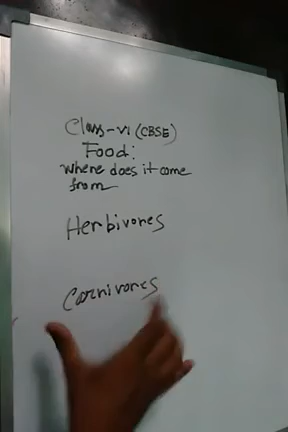 Class-VI (CBSE)
Food:
where does it come
from
Herbivores
Carnivores